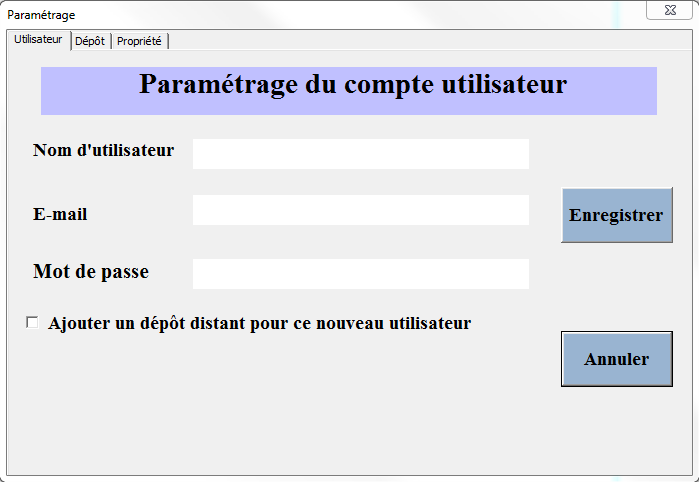 Paramétrage
Utilisateur Dépôt Propriété
Paramétrage du compte utilisateur
Nom d'utilisateur
E-mail
Enregistrer
Mot de passe
Ajouter un dépôt distant pour ce nouveau utilisateur
Annuler